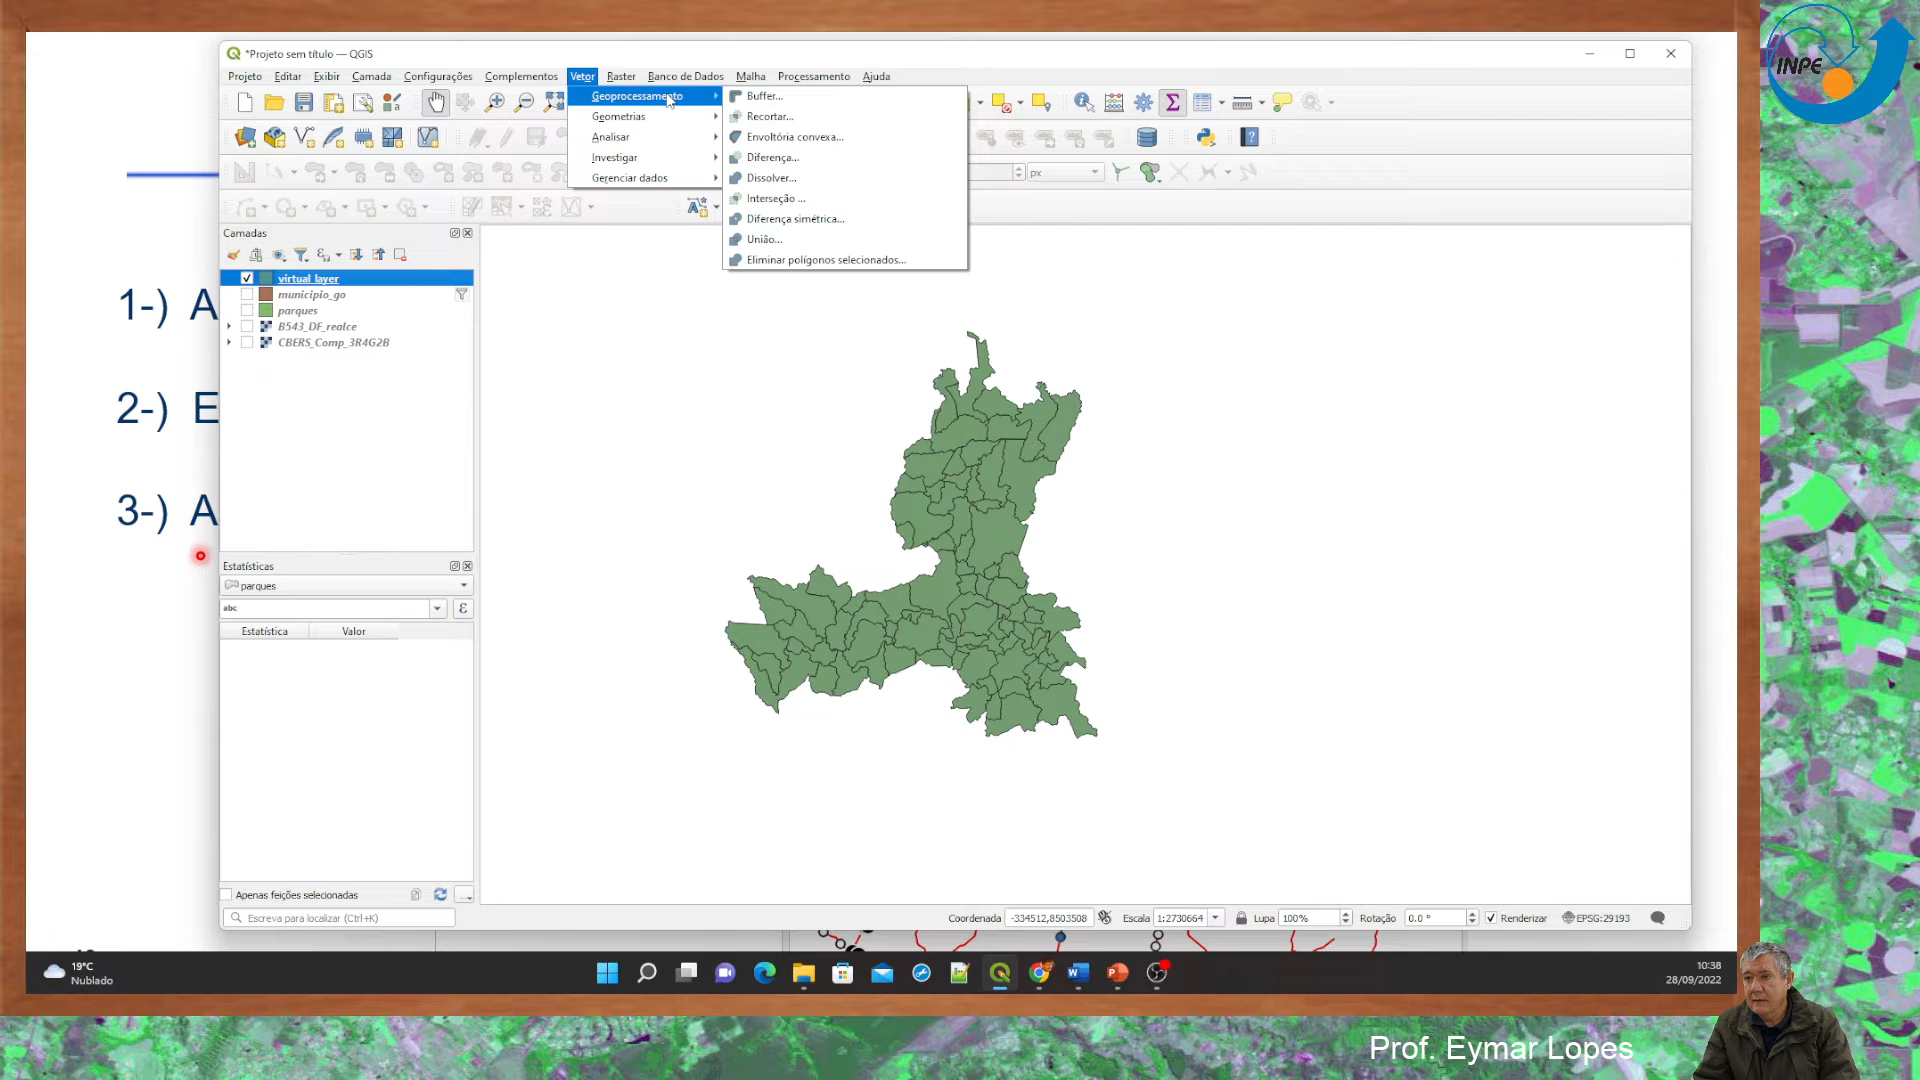 *Projeto sem título — QGIS
Projeto Editar Exibir Camada Configurações Complementos Vetor Raster Banco de Dados Malha Processamento Ajuda
Geoprocessamento
Geometrias
Analisar
Investigar
Gerenciar dados
Buffer...
Recortar...
Envoltória convexa...
Diferença...
Dissolver...
Interseção ...
Diferença simétrica...
União...
Eliminar polígonos selecionados...
px
INPE
1-) A
2-) E
3-) A
Camadas
virtual_layer
municipio_go
parques
B543_DF_realce
CBERS_Comp_3R4G2B
Estatísticas
parques
abc
ε
Estatística Valor
Apenas feições selecionadas
Escreva para localizar (Ctrl+K)
Coordenada -334512,8503508 Escala 1:2730664 Lupa 100% Rotação 0.0 ° Renderizar EPSG:29193
19°C
Nublado
10:38
28/09/2022
Prof. Eymar Lopes